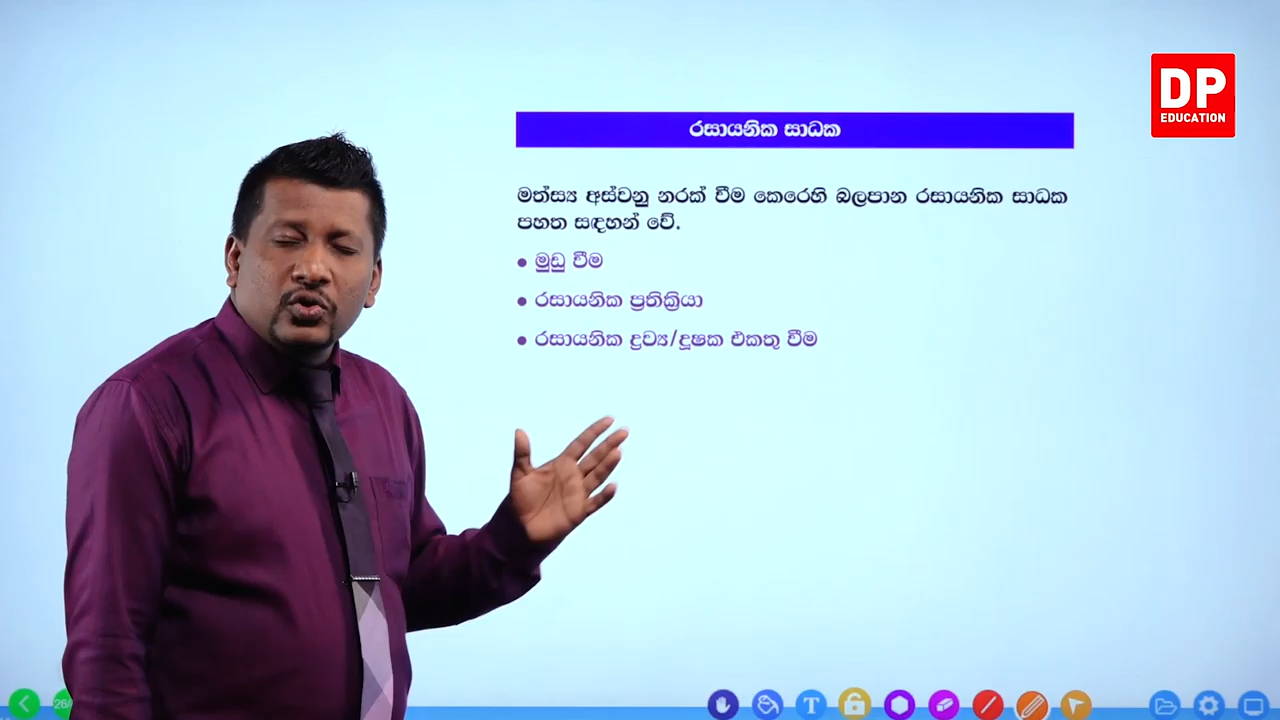 DP
EDUCATION
රසායනික සාධක
මත්ස්‍ය අස්වනු නරක් වීම කෙරෙහි බලපාන රසායනික සාධක
පහත සඳහන් වේ.
• මුඩු වීම
• රසායනික ප්‍රතික්‍රියා
• රසායනික ද්‍රව්‍ය/දූෂක එකතු වීම
T